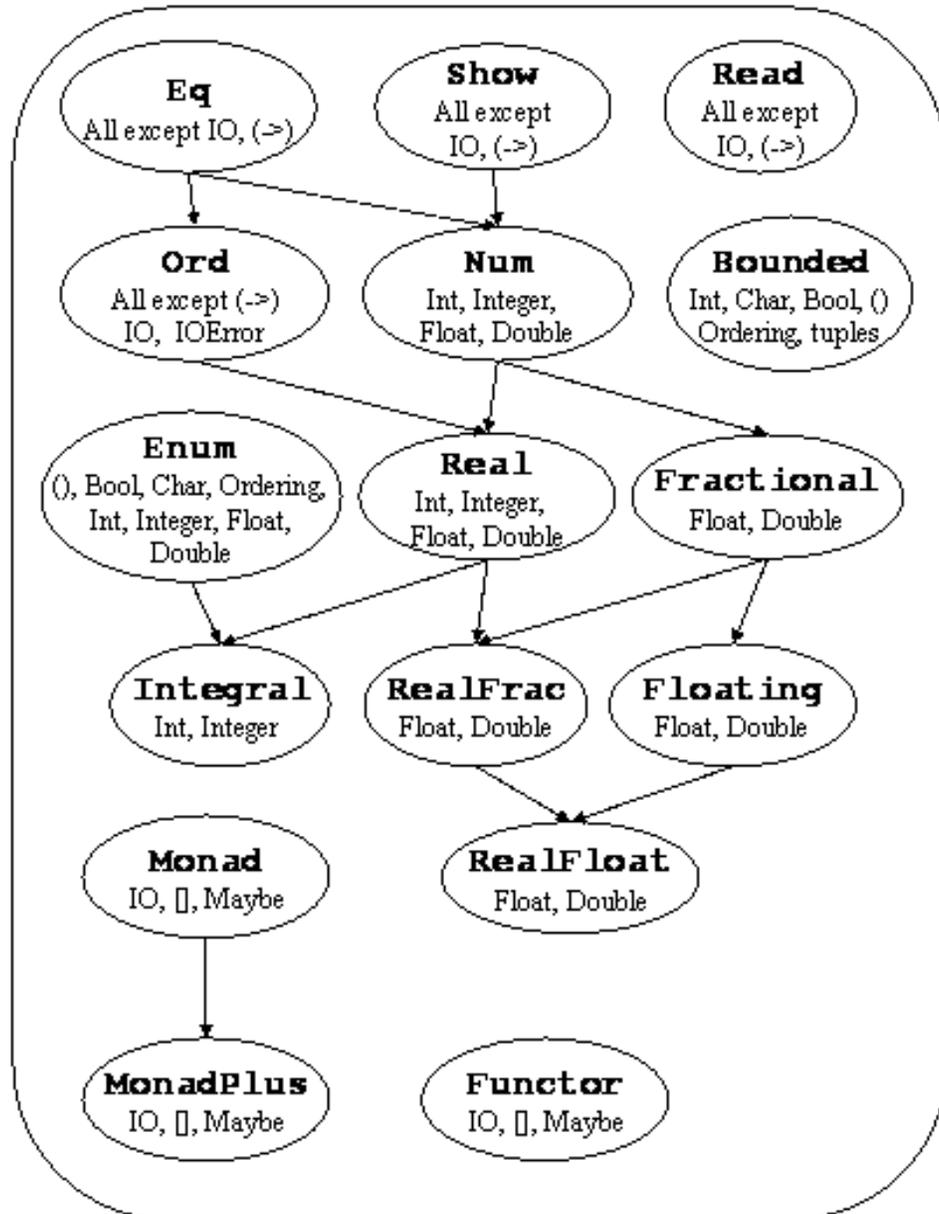 Eq
All except IO, (->)
Show
All except
IO, (->)
Read
All except
IO, (->)
Ord
All except (->)
IO, IOError
Num
Int, Integer,
Float, Double
Bounded
Int, Char, Bool, ()
Ordering, tuples
Enum
(), Bool, Char, Ordering,
Int, Integer, Float,
Double
Real
Int, Integer,
Float, Double
Fractional
Float, Double
Integral
Int, Integer
RealFrac
Float, Double
Floating
Float, Double
Monad
IO, [], Maybe
RealFloat
Float, Double
MonadPlus
IO, [], Maybe
Functor
IO, [], Maybe